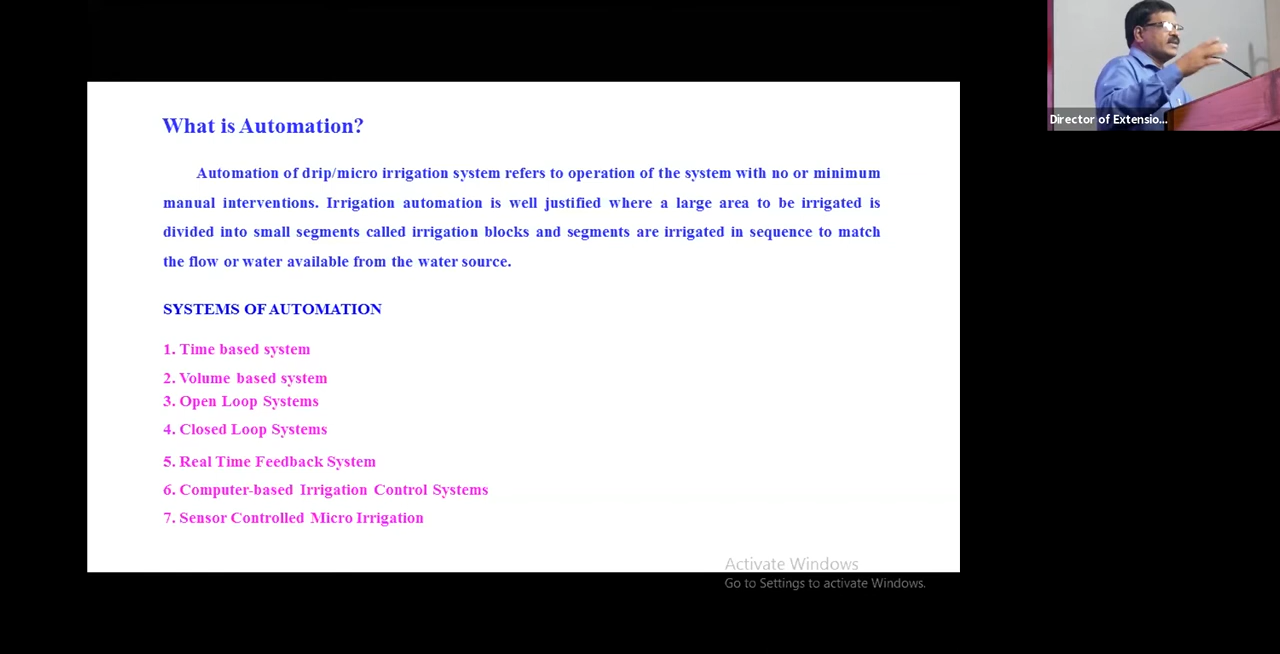 What is Automation?
Automation of drip/micro irrigation system refers to operation of the system with no or minimum
manual interventions. Irrigation automation is well justified where a large area to be irrigated is
divided into small segments called irrigation blocks and segments are irrigated in sequence to match
the flow or water available from the water source.
SYSTEMS OF AUTOMATION
1. Time based system
2. Volume based system
3. Open Loop Systems
4. Closed Loop Systems
5. Real Time Feedback System
6. Computer-based Irrigation Control Systems
7. Sensor Controlled Micro Irrigation
Activate Windows
Go to Settings to activate Windows.
Director of Extensio...